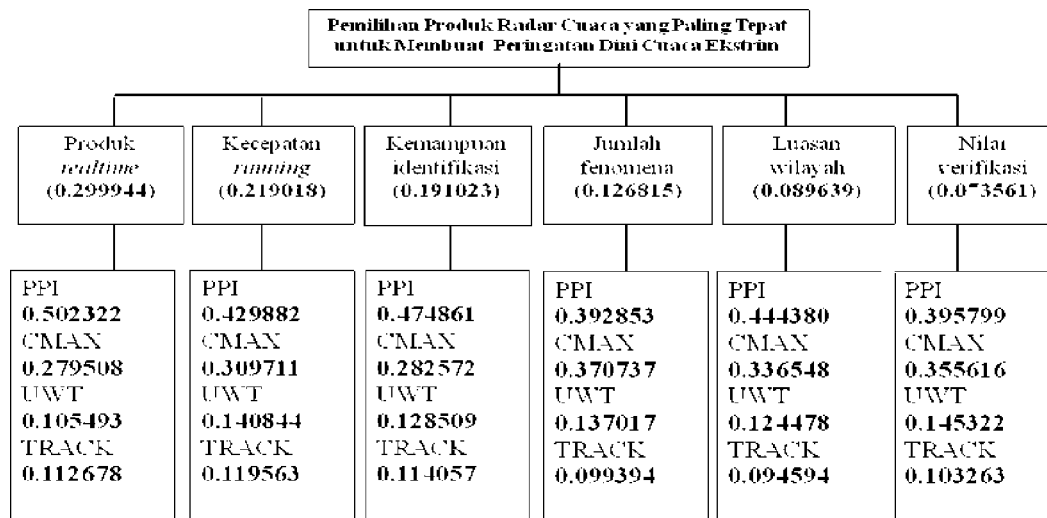 Pemilihan Produk Radar Cuaca yang Paling Tepat
untuk Membuat Peringatan Dini Cuaca Ekstrim
Produk
realtime
(0.299944)
Kecepatan
running
(0.219018)
Kemampuan
identifikasi
(0.191023)
Jumlah
fenomena
(0.126815)
Luasan
wilayah
(0.089639)
Nilai
verifikasi
(0.073561)
PPI
0.502322
CMAX
0.279508
UWT
0.105493
TRACK
0.112678
PPI
0.429882
CMAX
0.309711
UWT
0.140844
TRACK
0.119563
PPI
0.474861
CMAX
0.282572
UWT
0.128509
TRACK
0.114057
PPI
0.392853
CMAX
0.370737
UWT
0.137017
TRACK
0.099394
PPI
0.444380
CMAX
0.336548
UWT
0.124478
TRACK
0.094594
PPI
0.395799
CMAX
0.355616
UWT
0.145322
TRACK
0.103263